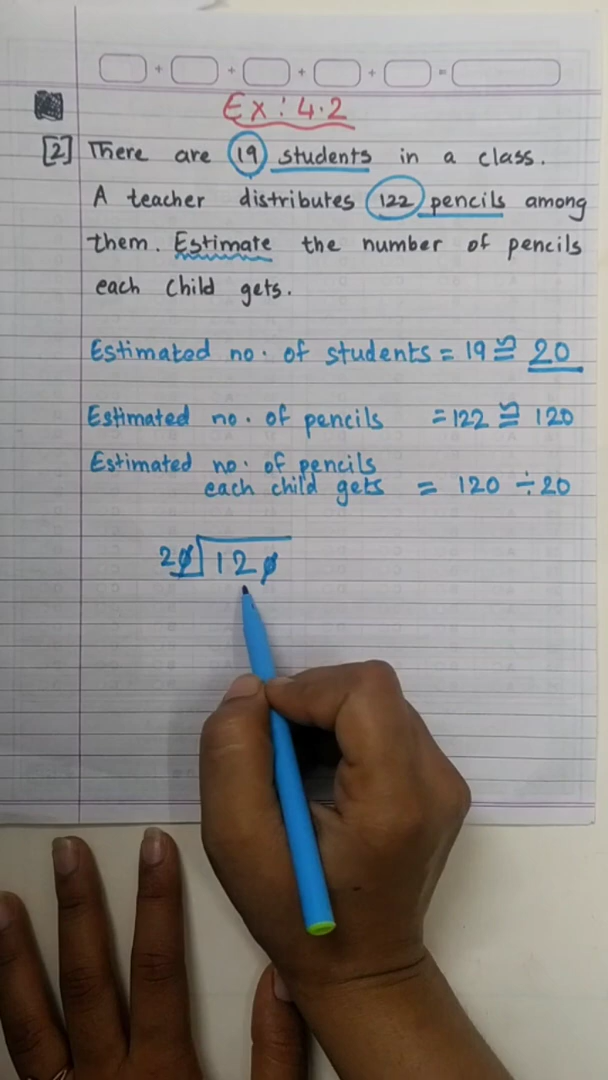 + + + + =
Ex: 4.2
[2] There are 19 students in a class.
A teacher distributes 122 pencils among
them. Estimate the number of pencils
each child gets.
Estimated no. of students = 19 ≌ 20
Estimated no. of pencils = 122 ≌ 120
Estimated no. of pencils
each child gets = 120 ÷ 20
20 120